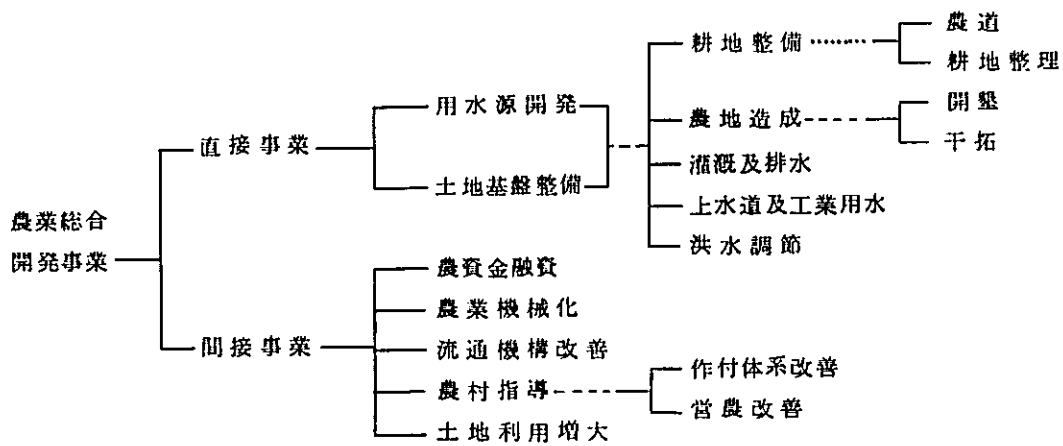 農業総合
開発事業
直接事業
用水源開発
土地基盤整備
耕地整備
農道
耕地整理
農地造成
開墾
干拓
灌漑及排水
上水道及工業用水
洪水調節
間接事業
農資金融資
農業機械化
流通機構改善
農村指導
作付体系改善
営農改善
土地利用増大